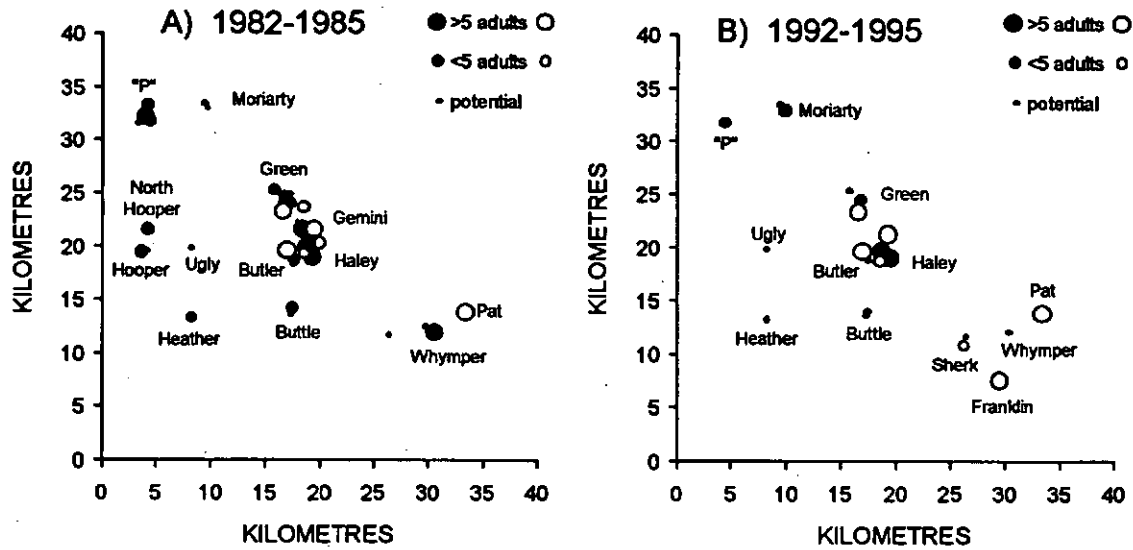 A) 1982-1985
>5 adults
<5 adults
potential
KILOMETRES
40
35
30
25
20
15
10
5
0
"P"
Moriarty
North
Hooper
Green
Gemini
Hooper
Ugly
Butler
Haley
Heather
Buttle
Pat
Whymper
0 5 10 15 20 25 30 35 40
KILOMETRES
B) 1992-1995
>5 adults
<5 adults
potential
KILOMETRES
40
35
30
25
20
15
10
5
0
Moriarty
"P"
Green
Ugly
Butler
Haley
Pat
Heather
Buttle
Whymper
Sherk
Franklin
0 5 10 15 20 25 30 35 40
KILOMETRES